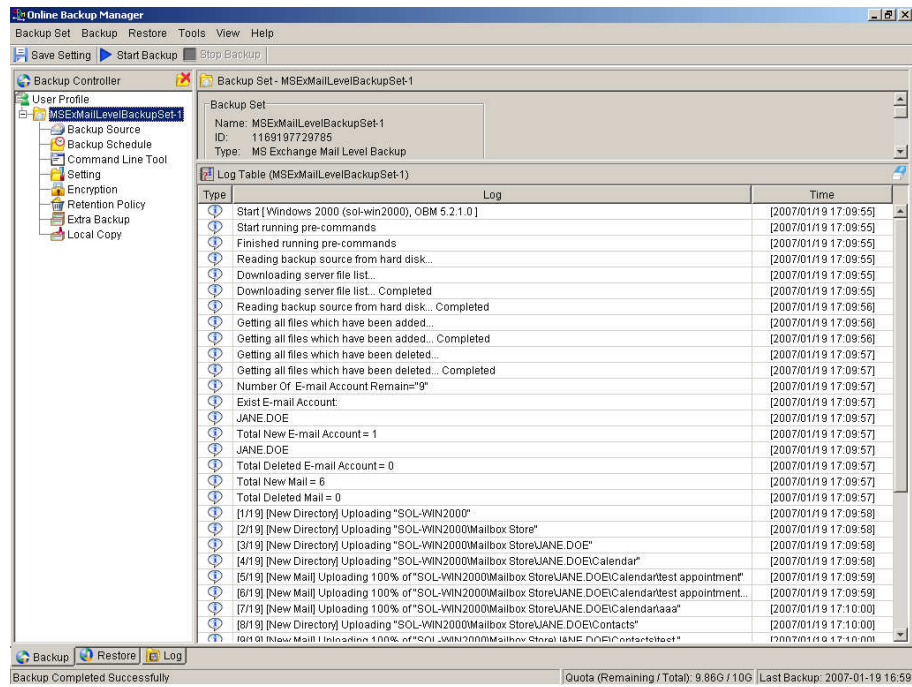 Online Backup Manager
Backup Set Backup Restore Tools View Help
Save Setting Start Backup Stop Backup
Backup Controller
User Profile
MSExMailLevelBackupSet-1
Backup Source
Backup Schedule
Command Line Tool
Setting
Encryption
Retention Policy
Extra Backup
Local Copy
Backup Set - MSExMailLevelBackupSet-1
Backup Set
Name: MSExMailLevelBackupSet-1
ID: 1169197729785
Type: MS Exchange Mail Level Backup
Log Table (MSExMailLevelBackupSet-1)
Type Log Time
Start [ Windows 2000 (sol-win2000), OBM 5.2.1.0 ] [2007/01/19 17:09:55]
Start running pre-commands [2007/01/19 17:09:55]
Finished running pre-commands [2007/01/19 17:09:55]
Reading backup source from hard disk... [2007/01/19 17:09:55]
Downloading server file list... [2007/01/19 17:09:55]
Downloading server file list... Completed [2007/01/19 17:09:55]
Reading backup source from hard disk... Completed [2007/01/19 17:09:56]
Getting all files which have been added... [2007/01/19 17:09:56]
Getting all files which have been added... Completed [2007/01/19 17:09:56]
Getting all files which have been deleted... [2007/01/19 17:09:57]
Getting all files which have been deleted... Completed [2007/01/19 17:09:57]
Number Of E-mail Account Remain="9" [2007/01/19 17:09:57]
Exist E-mail Account: [2007/01/19 17:09:57]
JANE.DOE [2007/01/19 17:09:57]
Total New E-mail Account = 1 [2007/01/19 17:09:57]
JANE.DOE [2007/01/19 17:09:57]
Total Deleted E-mail Account = 0 [2007/01/19 17:09:57]
Total New Mail = 6 [2007/01/19 17:09:57]
Total Deleted Mail = 0 [2007/01/19 17:09:57]
[1/19] [New Directory] Uploading "SOL-WIN2000" [2007/01/19 17:09:58]
[2/19] [New Directory] Uploading "SOL-WIN2000\Mailbox Store" [2007/01/19 17:09:58]
[3/19] [New Directory] Uploading "SOL-WIN2000\Mailbox Store\JANE.DOE" [2007/01/19 17:09:58]
[4/19] [New Directory] Uploading "SOL-WIN2000\Mailbox Store\JANE.DOE\Calendar" [2007/01/19 17:09:58]
[5/19] [New Mail] Uploading 100% of "SOL-WIN2000\Mailbox Store\JANE.DOE\Calendar\test appointment" [2007/01/19 17:09:59]
[6/19] [New Mail] Uploading 100% of "SOL-WIN2000\Mailbox Store\JANE.DOE\Calendar\test appointment... [2007/01/19 17:09:59]
[7/19] [New Mail] Uploading 100% of "SOL-WIN2000\Mailbox Store\JANE.DOE\Calendar\aaa" [2007/01/19 17:10:00]
[8/19] [New Directory] Uploading "SOL-WIN2000\Mailbox Store\JANE.DOE\Contacts" [2007/01/19 17:10:00]
[9/19] [New Mail] Uploading 100% of "SOL-WIN2000\Mailbox Store\JANE.DOE\Contacts\test" [2007/01/19 17:10:00]
Backup Restore Log
Backup Completed Successfully Quota (Remaining / Total): 9.86G / 10G Last Backup: 2007-01-19 16:59